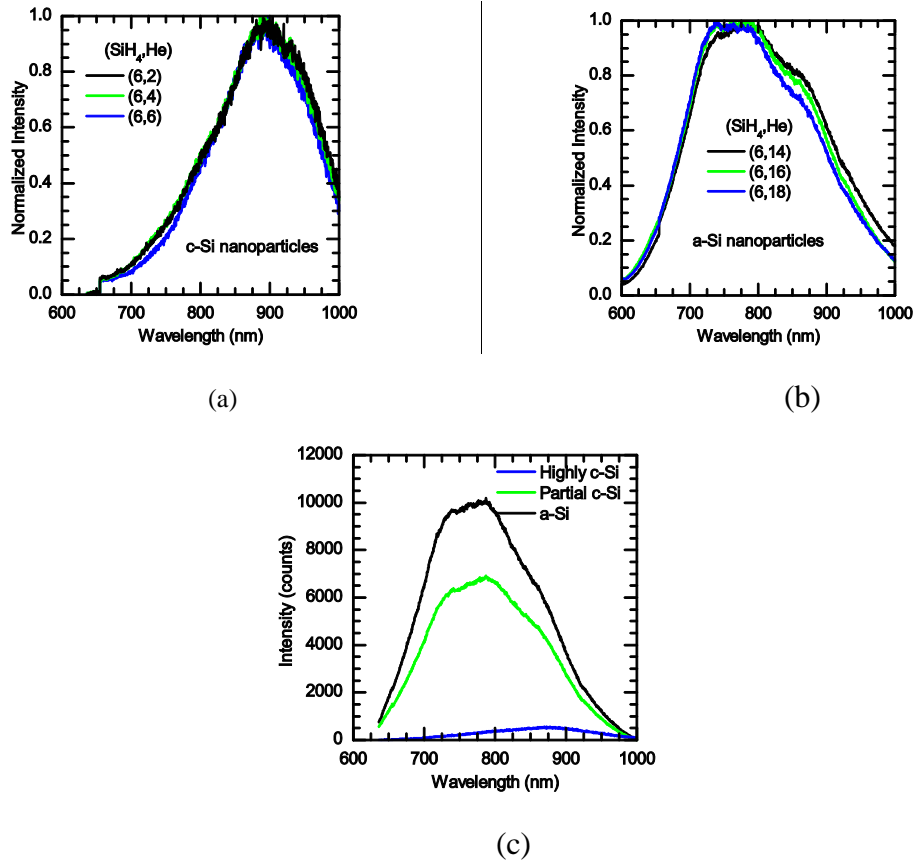 (SiH4,He)
(6,2)
(6,4)
(6,6)
c-Si nanoparticles
Normalized Intensity
1.0
0.8
0.6
0.4
0.2
0.0
600 700 800 900 1000
Wavelength (nm)
(a)
(SiH4,He)
(6,14)
(6,16)
(6,18)
a-Si nanoparticles
Normalized Intensity
1.0
0.8
0.6
0.4
0.2
0.0
600 700 800 900 1000
Wavelength (nm)
(b)
12000
10000
8000
6000
4000
2000
0
Intensity (counts)
Highly c-Si
Partial c-Si
a-Si
600 700 800 900 1000
Wavelength (nm)
(c)